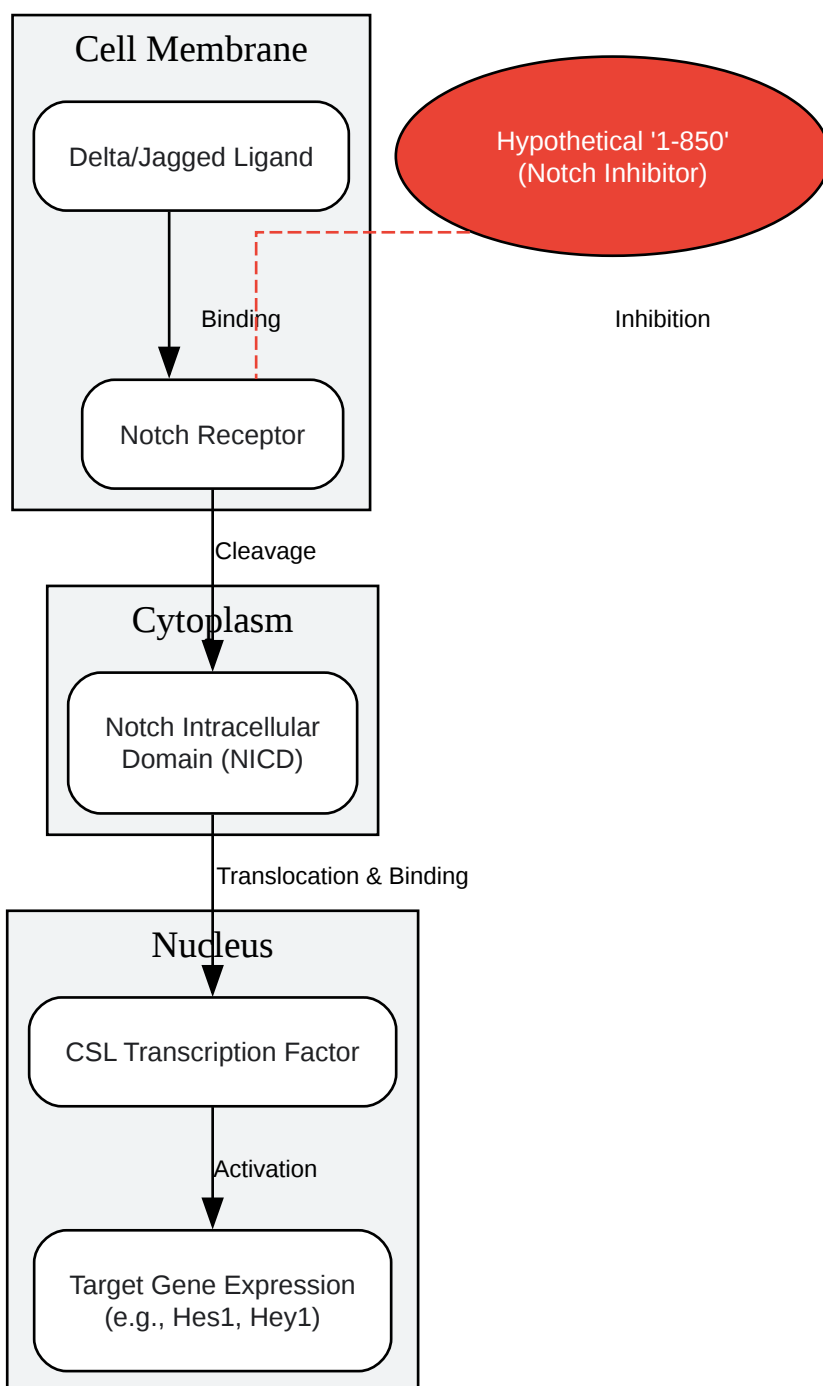 Cell Membrane
Delta/Jagged Ligand
Hypothetical '1-850'
(Notch Inhibitor)
Binding
Inhibition
Notch Receptor
Cleavage
Cytoplasm
Notch Intracellular
Domain (NICD)
Translocation & Binding
Nucleus
CSL Transcription Factor
Activation
Target Gene Expression
(e.g., Hes1, Hey1)